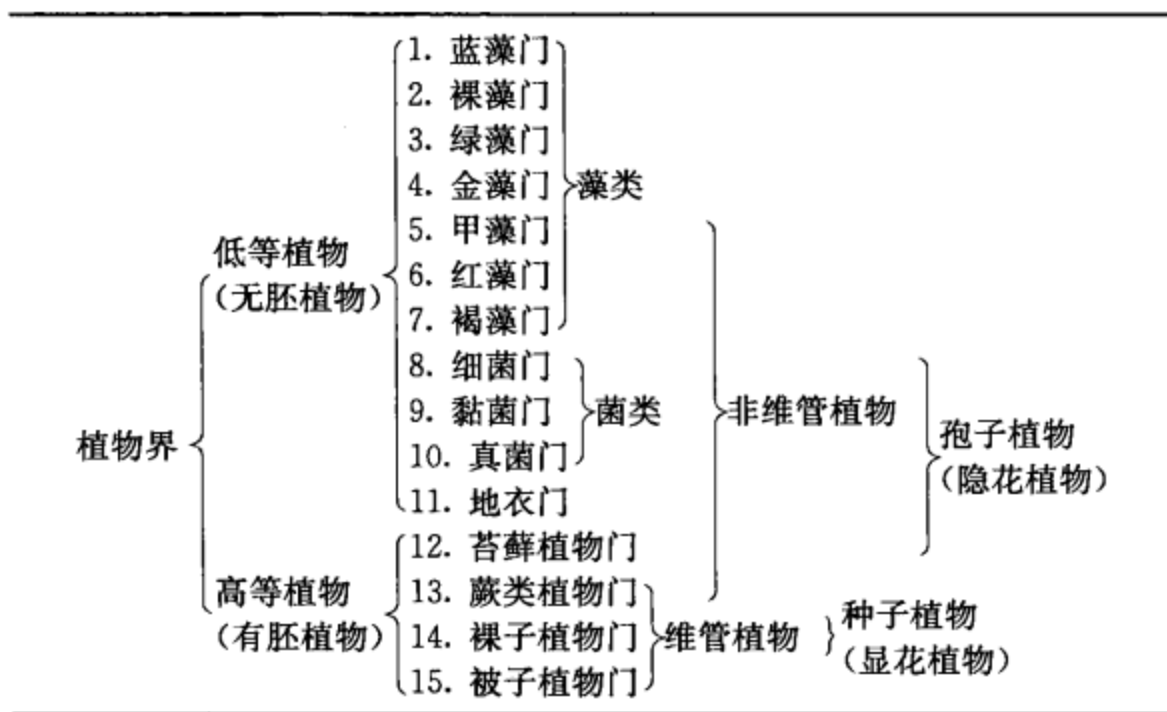 1. 蓝藻门
2. 裸藻门
3. 绿藻门
4. 金藻门
藻类
5. 甲藻门
低等植物
(无胚植物)
6. 红藻门
7. 褐藻门
8. 细菌门
9. 黏菌门
菌类
非维管植物
植物界
10. 真菌门
孢子植物
(隐花植物)
11. 地衣门
12. 苔藓植物门
高等植物
(有胚植物)
13. 蕨类植物门
14. 裸子植物门
维管植物
种子植物
(显花植物)
15. 被子植物门